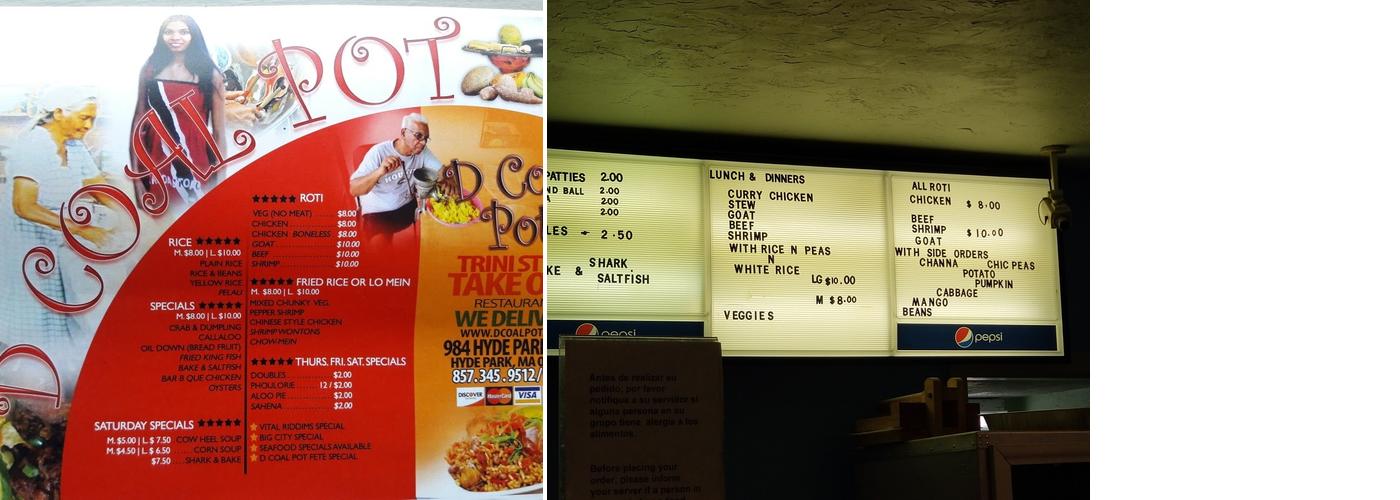 D COAL POT
★★★★★ ROTI
VEG (NO MEAT) ....... $8.00
CHICKEN ............... $8.00
CHICKEN BONELESS .. $8.00
GOAT .................. $10.00
BEEF ................... $10.00
SHRIMP ................ $10.00
RICE ★★★★★
M. $8.00 | L. $10.00
PLAIN RICE
RICE & BEANS
YELLOW RICE
PELAU
★★★★★ FRIED RICE OR LO MEIN
M. $8.00 | L. $10.00
MIXED CHUNKY VEG.
PEPPER SHRIMP
CHINESE STYLE CHICKEN
SHRIMP WONTONS
CHOW-MEIN
SPECIALS ★★★★★
M. $8.00 | L. $10.00
CRAB & DUMPLING
CALLALOO
OIL DOWN (BREAD FRUIT)
FRIED KING FISH
BAKE & SALTFISH
BAR B QUE CHICKEN
OYSTERS
★★★★★ THURS. FRI. SAT. SPECIALS
DOUBLES ............ $2.00
PHOULORIE ....... 12 / $2.00
ALOO PIE ............ $2.00
SAHENA .............. $2.00
SATURDAY SPECIALS ★★★★★
M. $5.00 | L. $ 7.50 COW HEEL SOUP
M. $4.50 | L. $ 6.50 ...... CORN SOUP
$7.50 .... SHARK & BAKE
★ VITAL RIDDIMS SPECIAL
★ BIG CITY SPECIAL
★ SEAFOOD SPECIALS AVAILABLE
★ D COAL POT FETE SPECIAL
D Co
Pot
TRINI ST
TAKE O
RESTAURAN
WE DELIV
WWW.DCOALPOT
984 HYDE PAR
HYDE PARK, MA 0
857.345.9512/
DISCOVER MasterCard VISA
PATTIES 2.00
ND BALL 2.00
A 2.00
2.00
LES - 2.50
SHARK.
KE & SALTFISH
pepsi
LUNCH & DINNERS
CURRY CHICKEN
STEW
GOAT
BEEF
SHRIMP
WITH RICE N PEAS
N
WHITE RICE
LG $10.00
M $8.00
VEGGIES
ALL ROTI
CHICKEN $ 8.00
BEEF
SHRIMP $10.00
GOAT
WITH SIDE ORDERS
CHANNA CHIC PEAS
POTATO
PUMPKIN
CABBAGE
MANGO
BEANS
pepsi
Antes de realizar su
pedido, por favor
notifique a su servidor si
alguna persona en su
grupo tiene alergia a los
alimentos.
Before placing your
order, please inform
your server if a person in